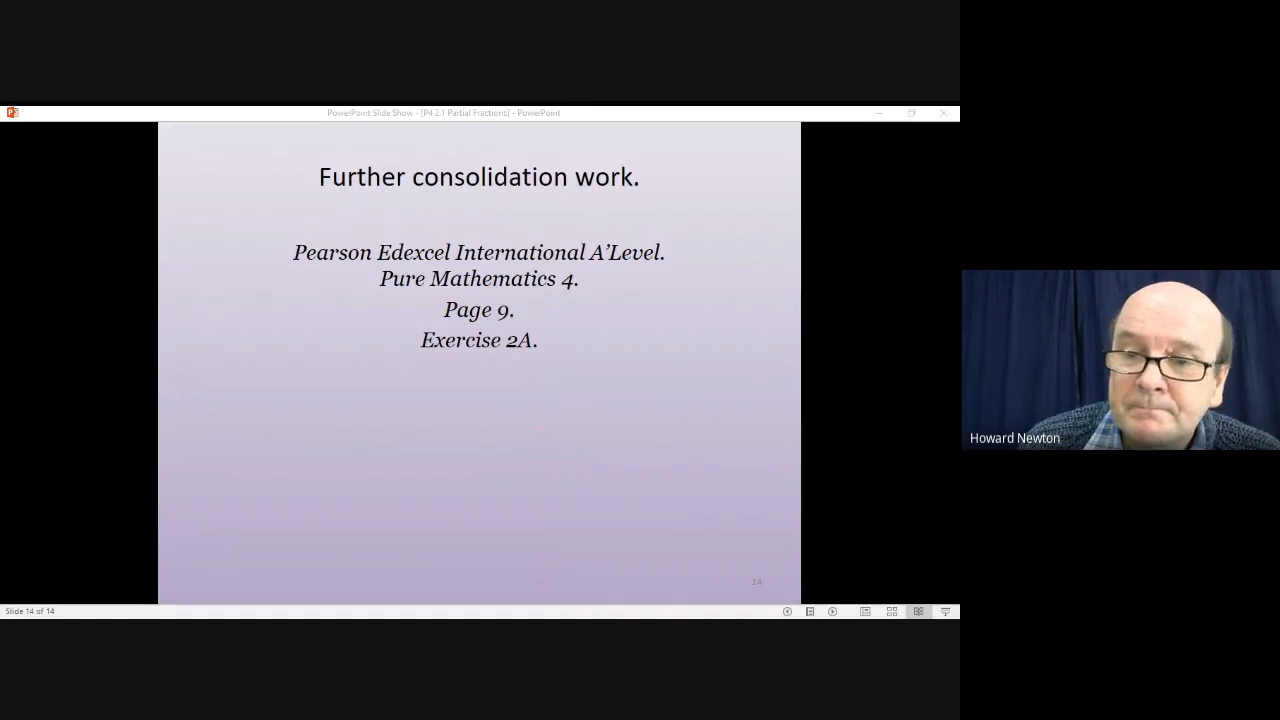 PowerPoint Slide Show - [P4 2.1 Partial Fractions] - PowerPoint
Further consolidation work.
Pearson Edexcel International A’Level.
Pure Mathematics 4.
Page 9.
Exercise 2A.
Howard Newton
14
Slide 14 of 14